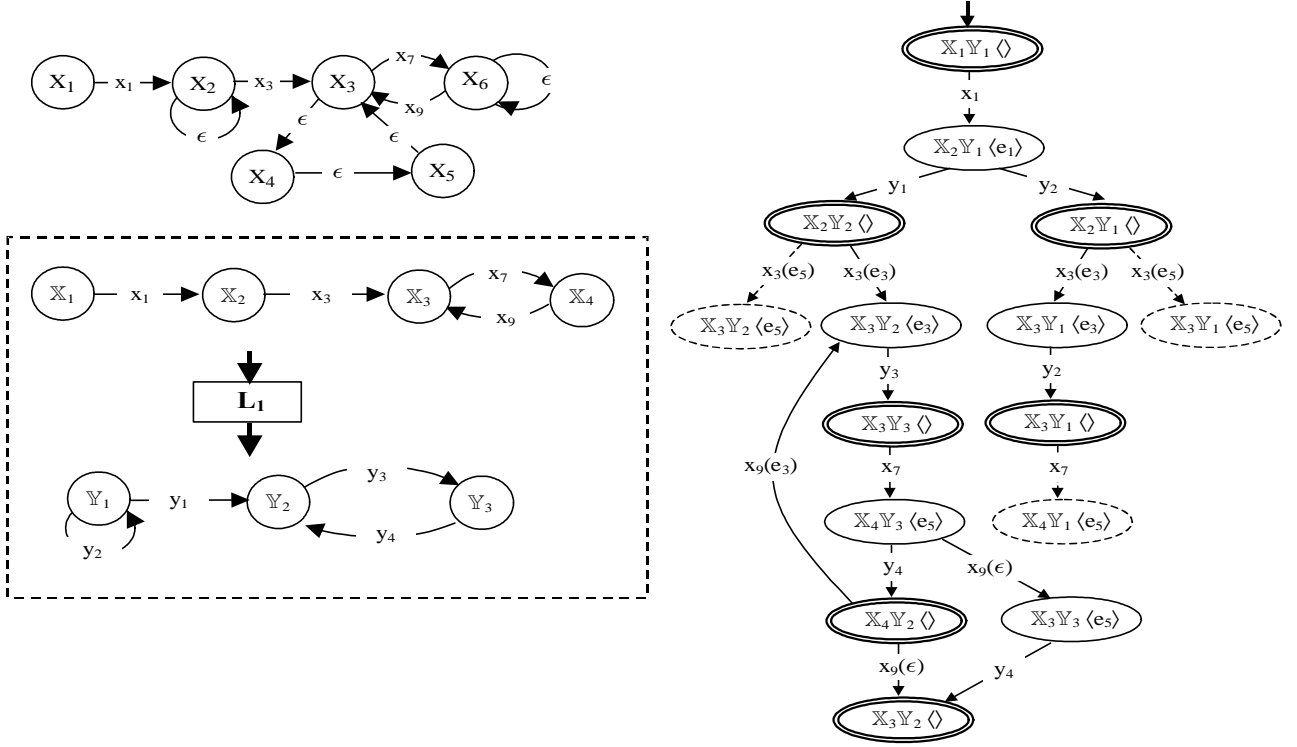 X₁ x₁ X₂ x₃ X₃ x₇ X₆ ϵ
x₉
ϵ ϵ ϵ
X₄ ϵ X₅
𝕏₁ x₁ 𝕏₂ x₃ 𝕏₃ x₇ 𝕏₄
x₉
L₁
𝕐₁ y₁ 𝕐₂ y₃ 𝕐₃
y₂ y₄
𝕏₁𝕐₁ ⟨⟩
x₁
𝕏₂𝕐₁ ⟨e₁⟩
y₁ y₂
𝕏₂𝕐₂ ⟨⟩ 𝕏₂𝕐₁ ⟨⟩
x₃(e₅) x₃(e₃) x₃(e₃) x₃(e₅)
𝕏₃𝕐₂ ⟨e₅⟩ 𝕏₃𝕐₂ ⟨e₃⟩ 𝕏₃𝕐₁ ⟨e₃⟩ 𝕏₃𝕐₁ ⟨e₅⟩
y₃ y₂
𝕏₃𝕐₃ ⟨⟩ 𝕏₃𝕐₁ ⟨⟩
x₉(e₃) x₇ x₇
𝕏₄𝕐₃ ⟨e₅⟩ 𝕏₄𝕐₁ ⟨e₅⟩
y₄ x₉(ϵ)
𝕏₄𝕐₂ ⟨⟩ 𝕏₃𝕐₃ ⟨e₅⟩
x₉(ϵ) y₄
𝕏₃𝕐₂ ⟨⟩